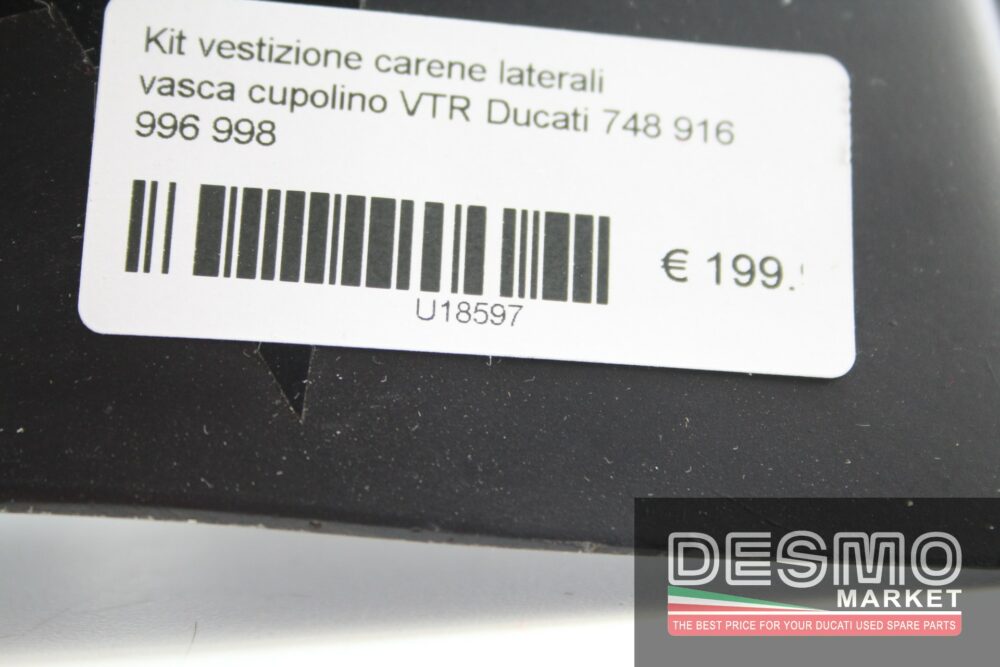 Kit vestizione carene laterali
vasca cupolino VTR Ducati 748 916
996 998
€ 199.
U18597
DESMO
MARKET
THE BEST PRICE FOR YOUR DUCATI USED SPARE PARTS